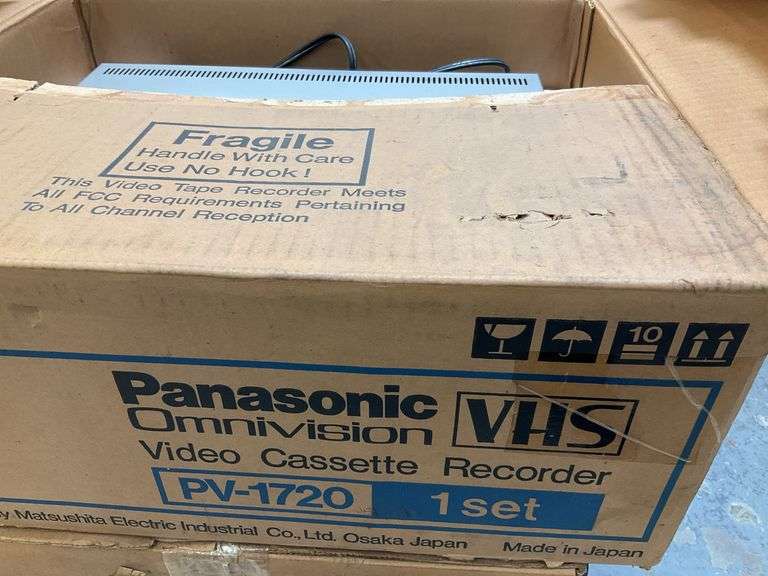 Fragile
Handle With Care
Use No Hook!
This Video Tape Recorder Meets
All FCC Requirements Pertaining
To All Channel Reception
10
Panasonic
Omnivision VHS
Video Cassette Recorder
PV-1720 1 set
y Matsushita Electric Industrial Co., Ltd. Osaka Japan Made in Japan